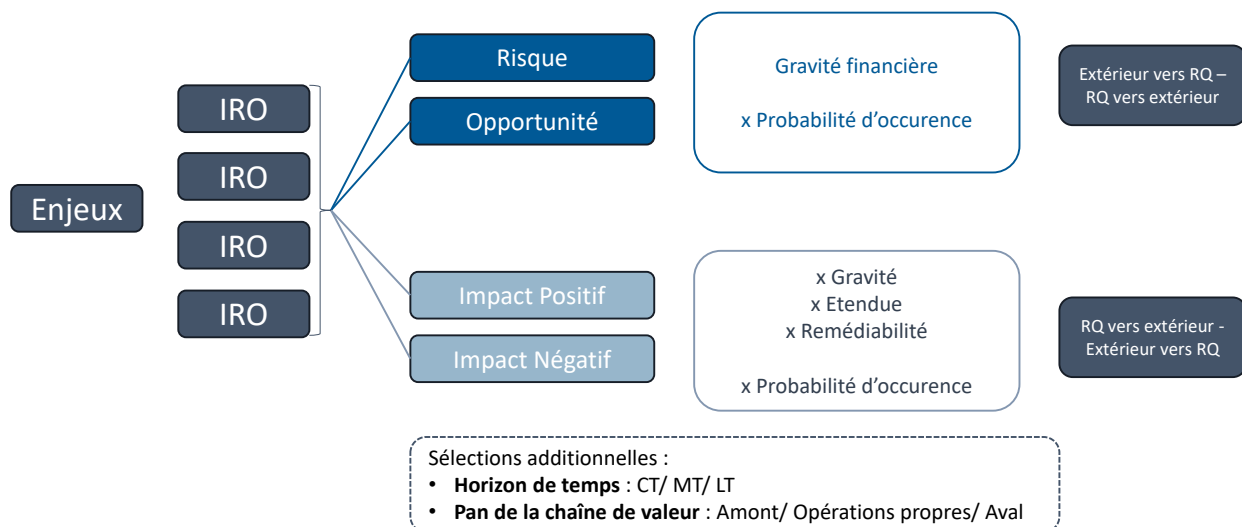 Enjeux
IRO
IRO
IRO
IRO
Risque
Opportunité
Gravité financière
x Probabilité d'occurence
Extérieur vers RQ –
RQ vers extérieur
Impact Positif
Impact Négatif
x Gravité
x Etendue
x Remédiabilité
x Probabilité d'occurence
RQ vers extérieur -
Extérieur vers RQ
Sélections additionnelles :
• Horizon de temps : CT/ MT/ LT
• Pan de la chaîne de valeur : Amont/ Opérations propres/ Aval